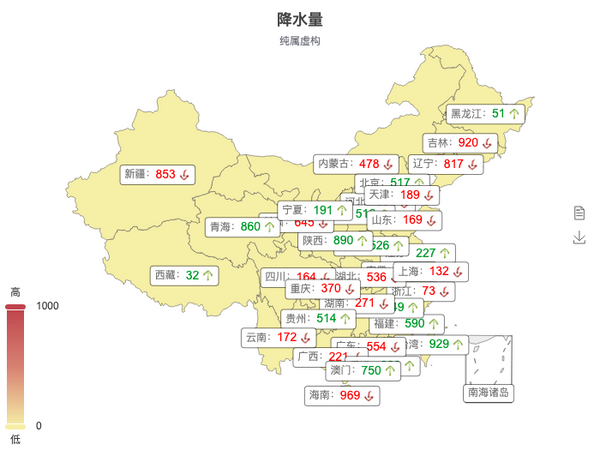 降水量
纯属虚构
黑龙江: 51
吉林: 920
内蒙古: 478
辽宁: 817
新疆: 853
北京: 517
天津: 189
宁夏: 191
645
山东: 169
青海: 860
陕西: 890
526
227
西藏: 32
四川: 164
湖北: 536
上海: 132
重庆: 370
浙江: 73
湖南: 271
贵州: 514
福建: 590
云南: 172
广东: 554
湾: 929
广西: 221
澳门: 750
海南: 969
南海诸岛
高
1000
0
低